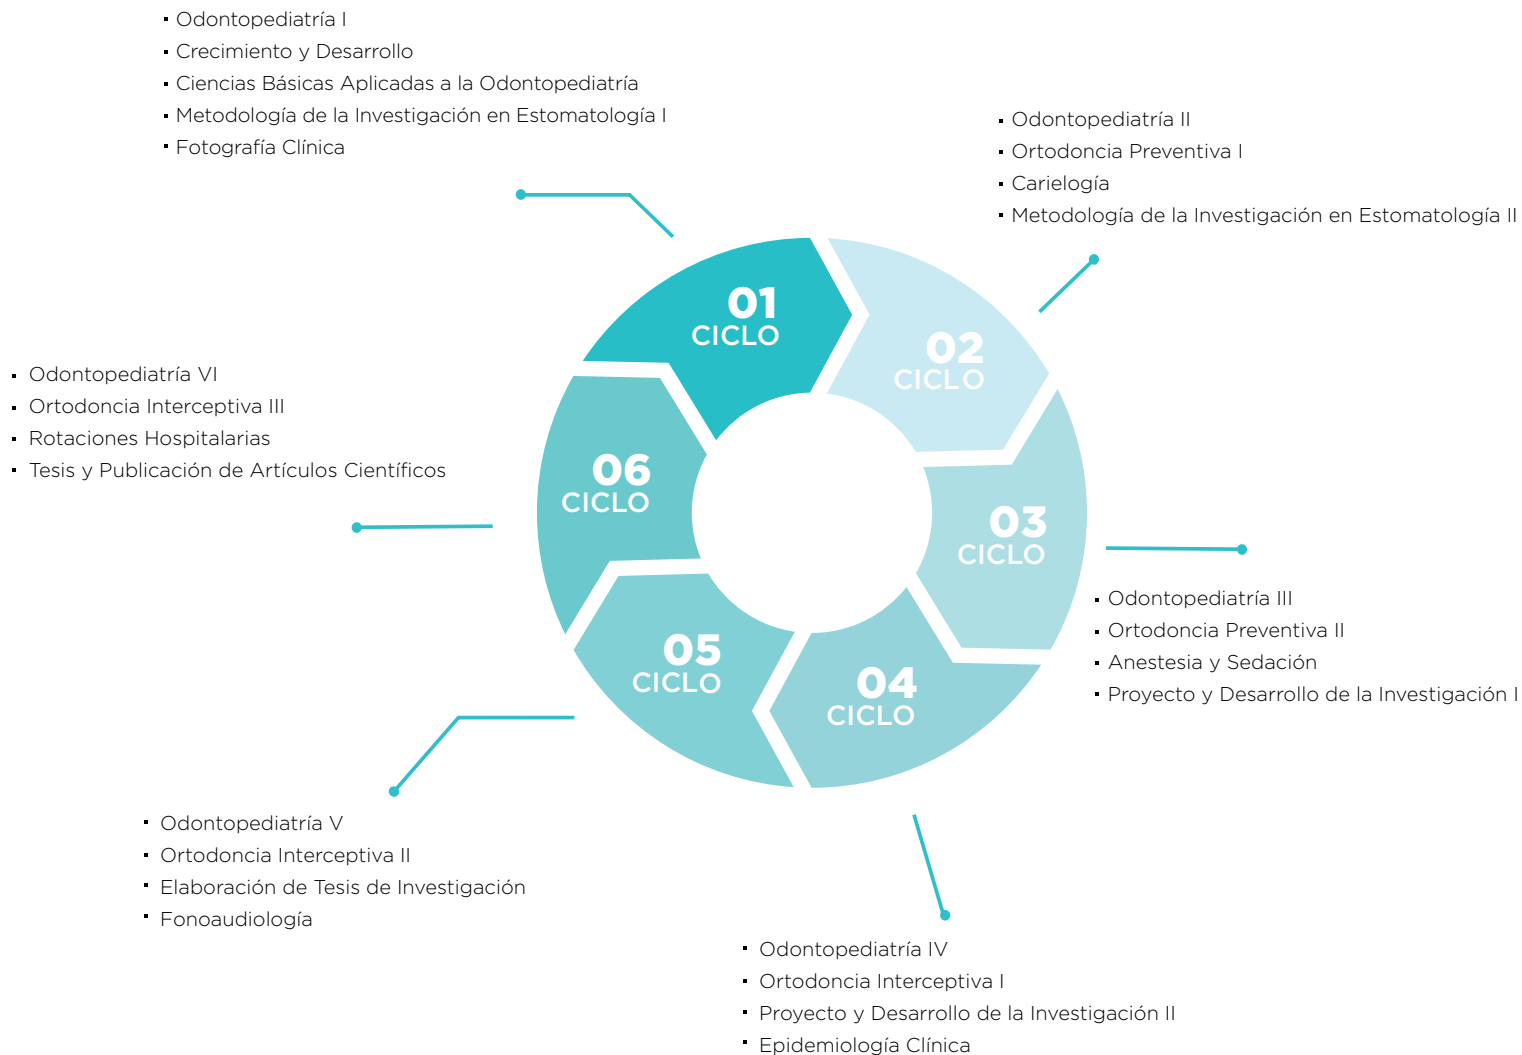 ▪ Odontopediatría I
▪ Crecimiento y Desarrollo
▪ Ciencias Básicas Aplicadas a la Odontopediatría
▪ Metodología de la Investigación en Estomatología I
▪ Fotografía Clínica
01
CICLO
▪ Odontopediatría II
▪ Ortodoncia Preventiva I
▪ Carielogía
▪ Metodología de la Investigación en Estomatología II
02
CICLO
▪ Odontopediatría III
▪ Ortodoncia Preventiva II
▪ Anestesia y Sedación
▪ Proyecto y Desarrollo de la Investigación I
03
CICLO
▪ Odontopediatría IV
▪ Ortodoncia Interceptiva I
▪ Proyecto y Desarrollo de la Investigación II
▪ Epidemiología Clínica
04
CICLO
▪ Odontopediatría V
▪ Ortodoncia Interceptiva II
▪ Elaboración de Tesis de Investigación
▪ Fonoaudiología
05
CICLO
▪ Odontopediatría VI
▪ Ortodoncia Interceptiva III
▪ Rotaciones Hospitalarias
▪ Tesis y Publicación de Artículos Científicos
06
CICLO